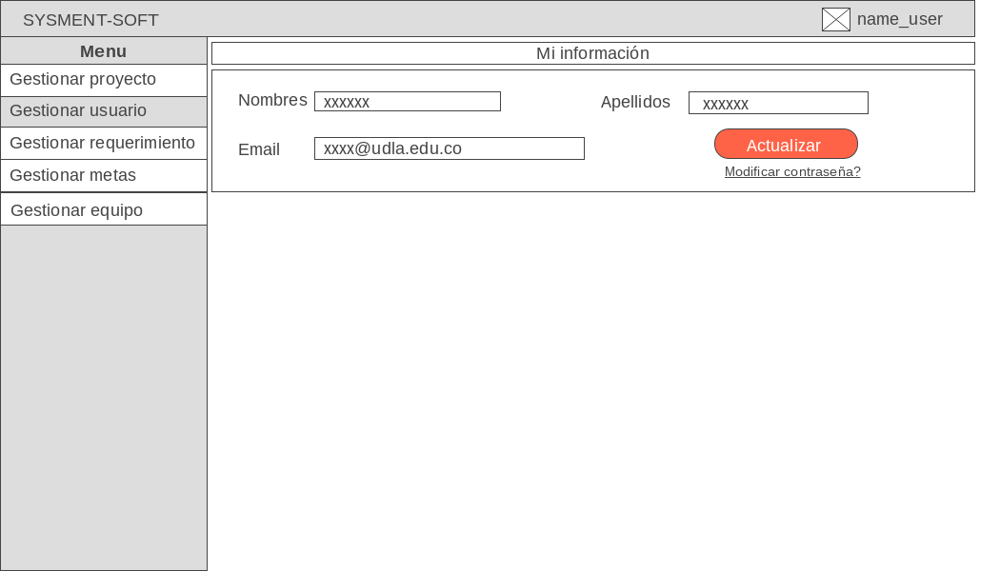 SYSMENT-SOFT
name_user
Menu
Gestionar proyecto
Gestionar usuario
Gestionar requerimiento
Gestionar metas
Gestionar equipo
Mi información
Nombres xxxxxx
Apellidos xxxxxx
Email xxxx@udla.edu.co
Actualizar
Modificar contraseña?